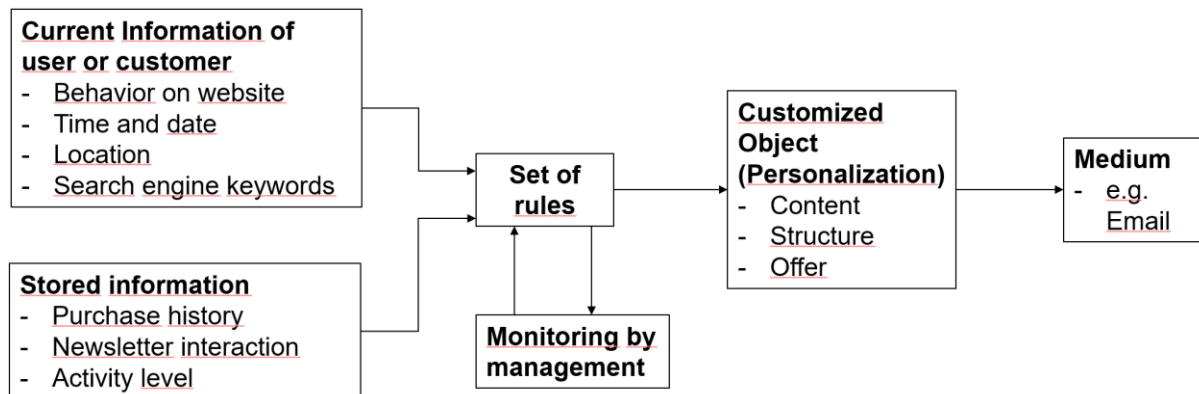 Current Information of
user or customer
- Behavior on website
- Time and date
- Location
- Search engine keywords
Stored information
- Purchase history
- Newsletter interaction
- Activity level
Set of
rules
Monitoring by
management
Customized
Object
(Personalization)
- Content
- Structure
- Offer
Medium
- e.g.
Email